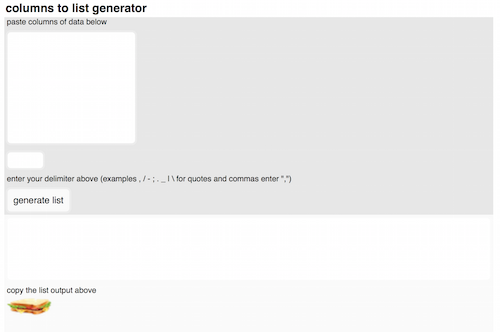 columns to list generator
paste columns of data below
enter your delimiter above (examples , / - ; . _ | \ for quotes and commas enter ",")
generate list
copy the list output above